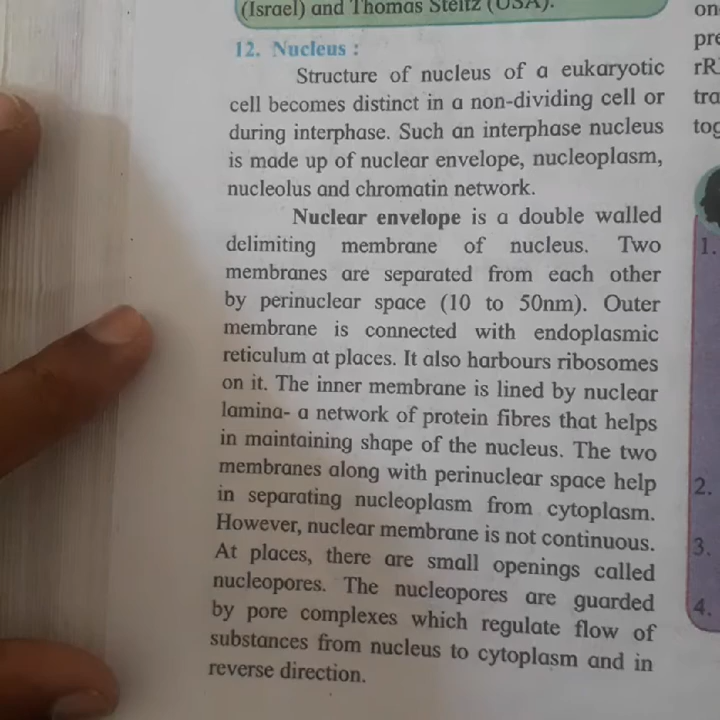 (Israel) and Thomas Steitz (USA).
12. Nucleus :
Structure of nucleus of a eukaryotic
cell becomes distinct in a non-dividing cell or
during interphase. Such an interphase nucleus
is made up of nuclear envelope, nucleoplasm,
nucleolus and chromatin network.
Nuclear envelope is a double walled
delimiting membrane of nucleus. Two
membranes are separated from each other
by perinuclear space (10 to 50nm). Outer
membrane is connected with endoplasmic
reticulum at places. It also harbours ribosomes
on it. The inner membrane is lined by nuclear
lamina- a network of protein fibres that helps
in maintaining shape of the nucleus. The two
membranes along with perinuclear space help
in separating nucleoplasm from cytoplasm.
However, nuclear membrane is not continuous.
At places, there are small openings called
nucleopores. The nucleopores are guarded
by pore complexes which regulate flow of
substances from nucleus to cytoplasm and in
reverse direction.
1.
2.
3.
4.